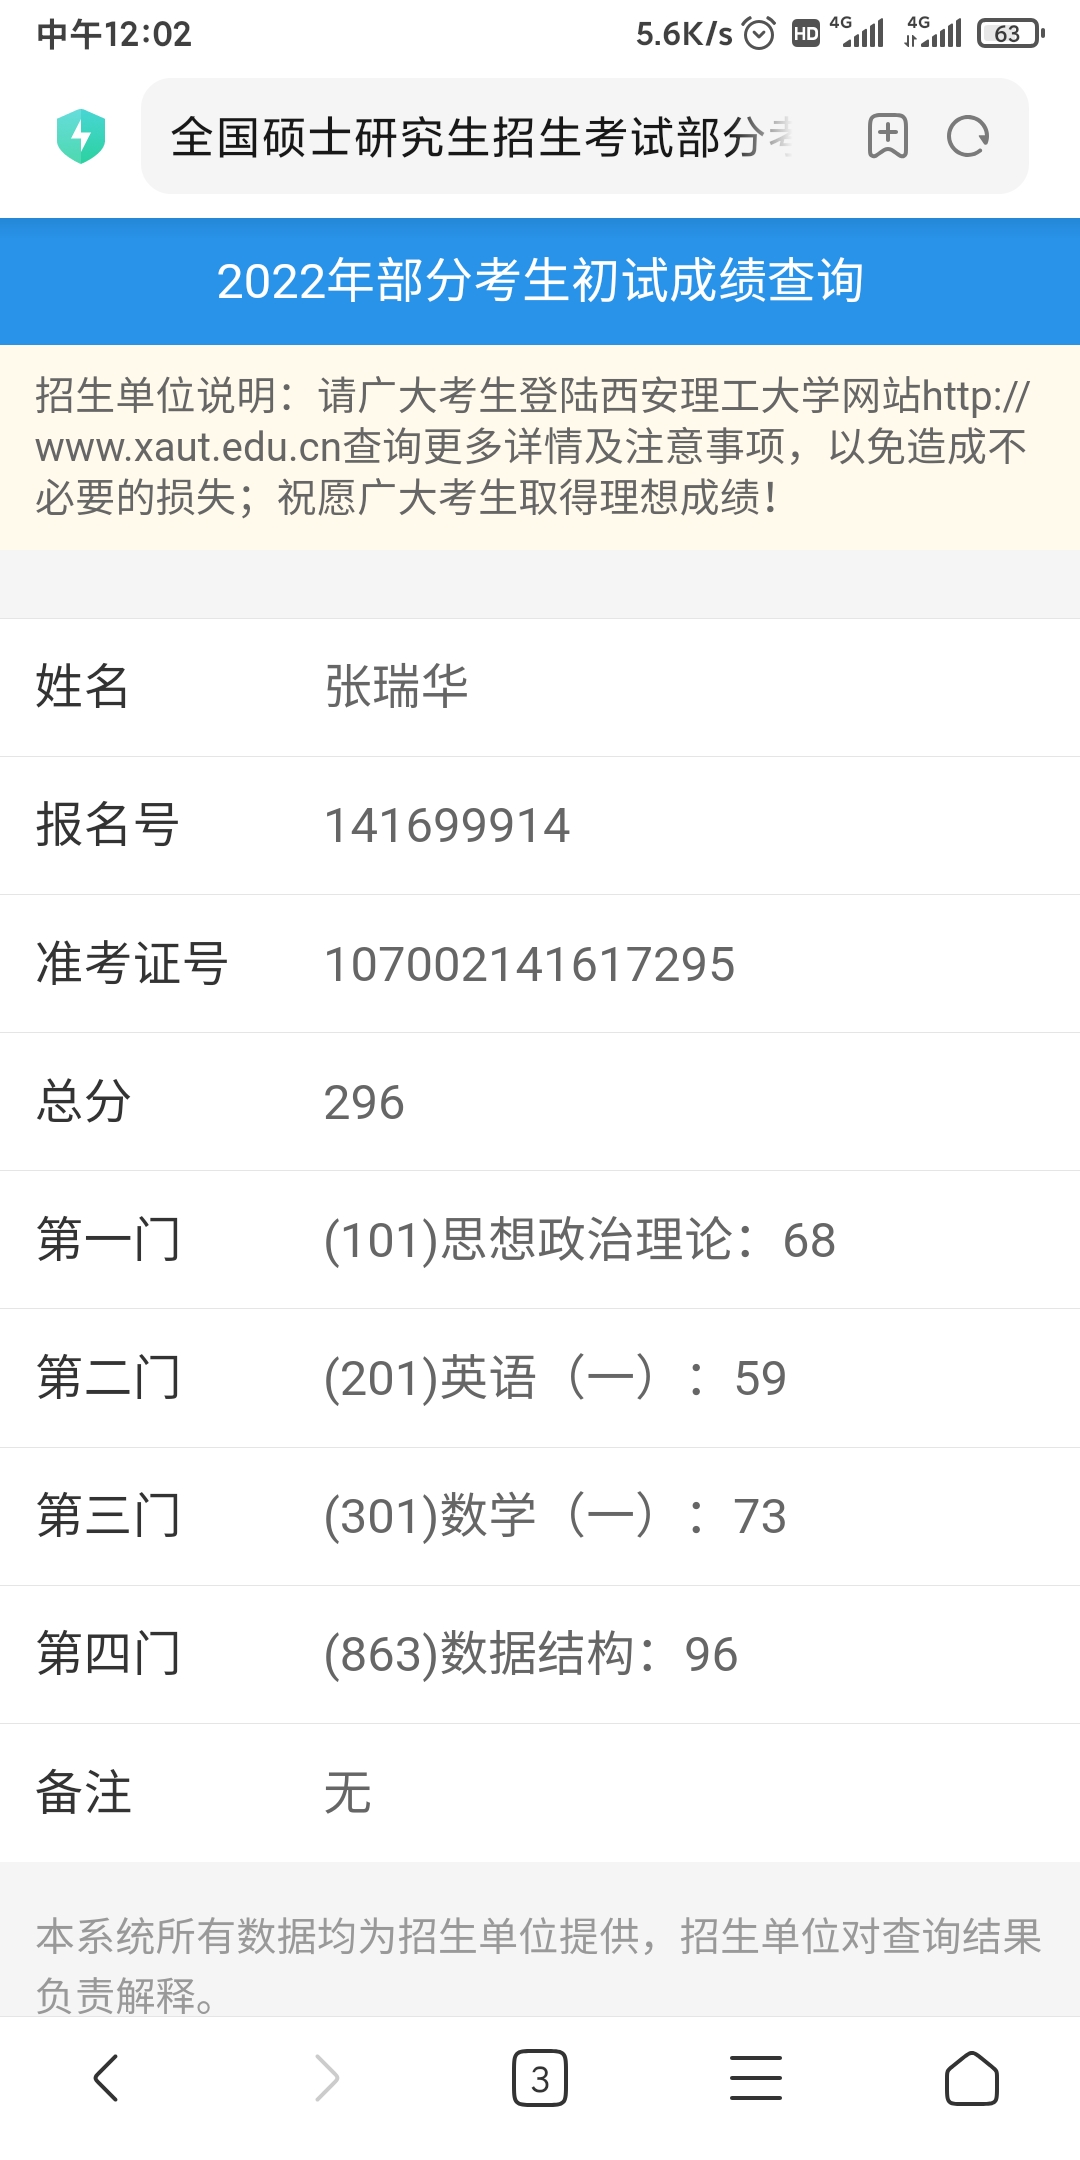 中午12:02 5.6K/s HD 4G 4G 63
全国硕士研究生招生考试部分
2022年部分考生初试成绩查询
招生单位说明：请广大考生登陆西安理工大学网站http://
www.xaut.edu.cn查询更多详情及注意事项，以免造成不
必要的损失；祝愿广大考生取得理想成绩！
姓名 张瑞华
报名号 141699914
准考证号 107002141617295
总分 296
第一门 (101)思想政治理论：68
第二门 (201)英语（一）：59
第三门 (301)数学（一）：73
第四门 (863)数据结构：96
备注 无
本系统所有数据均为招生单位提供，招生单位对查询结果
负责解释。
3